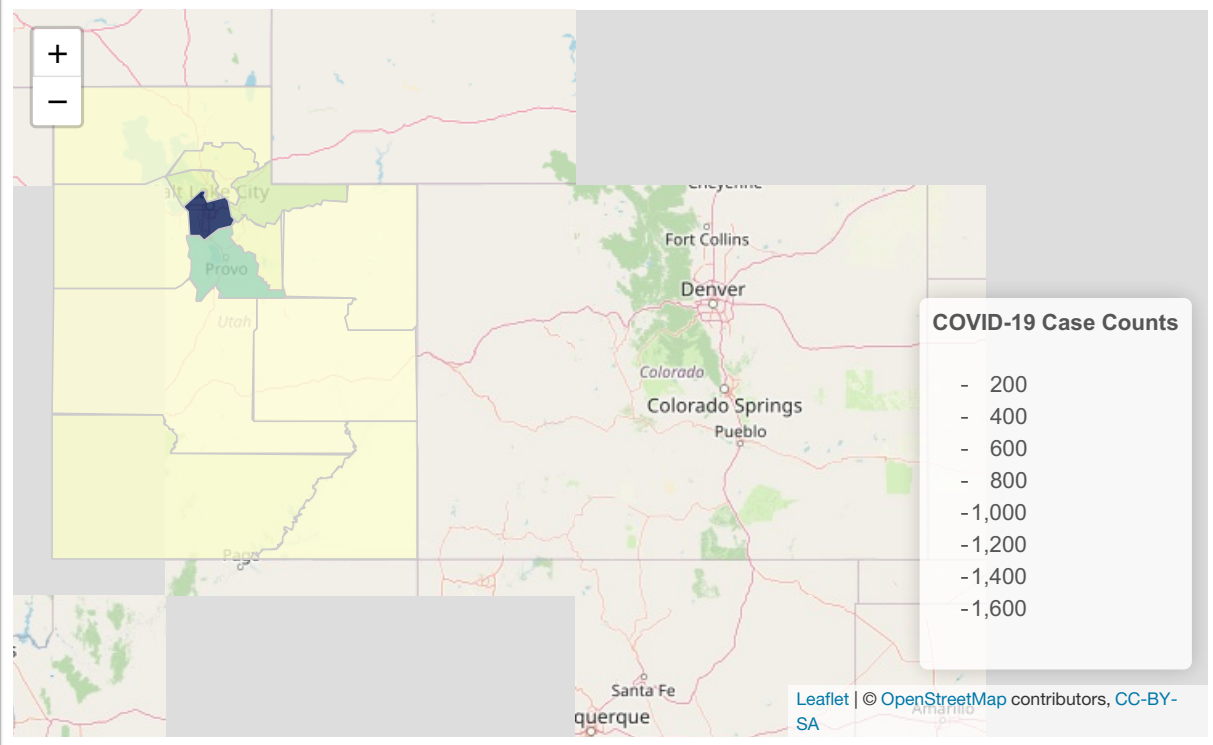 +
−
alt Lake City
Cheyenne
Fort Collins
Provo
Denver
Utah
COVID-19 Case Counts
- 200
- 400
- 600
- 800
-1,000
-1,200
-1,400
-1,600
Colorado
Colorado Springs
Pueblo
Page
s
Santa Fe
querque
Amarillo
Leaflet | © OpenStreetMap contributors, CC-BY-
SA